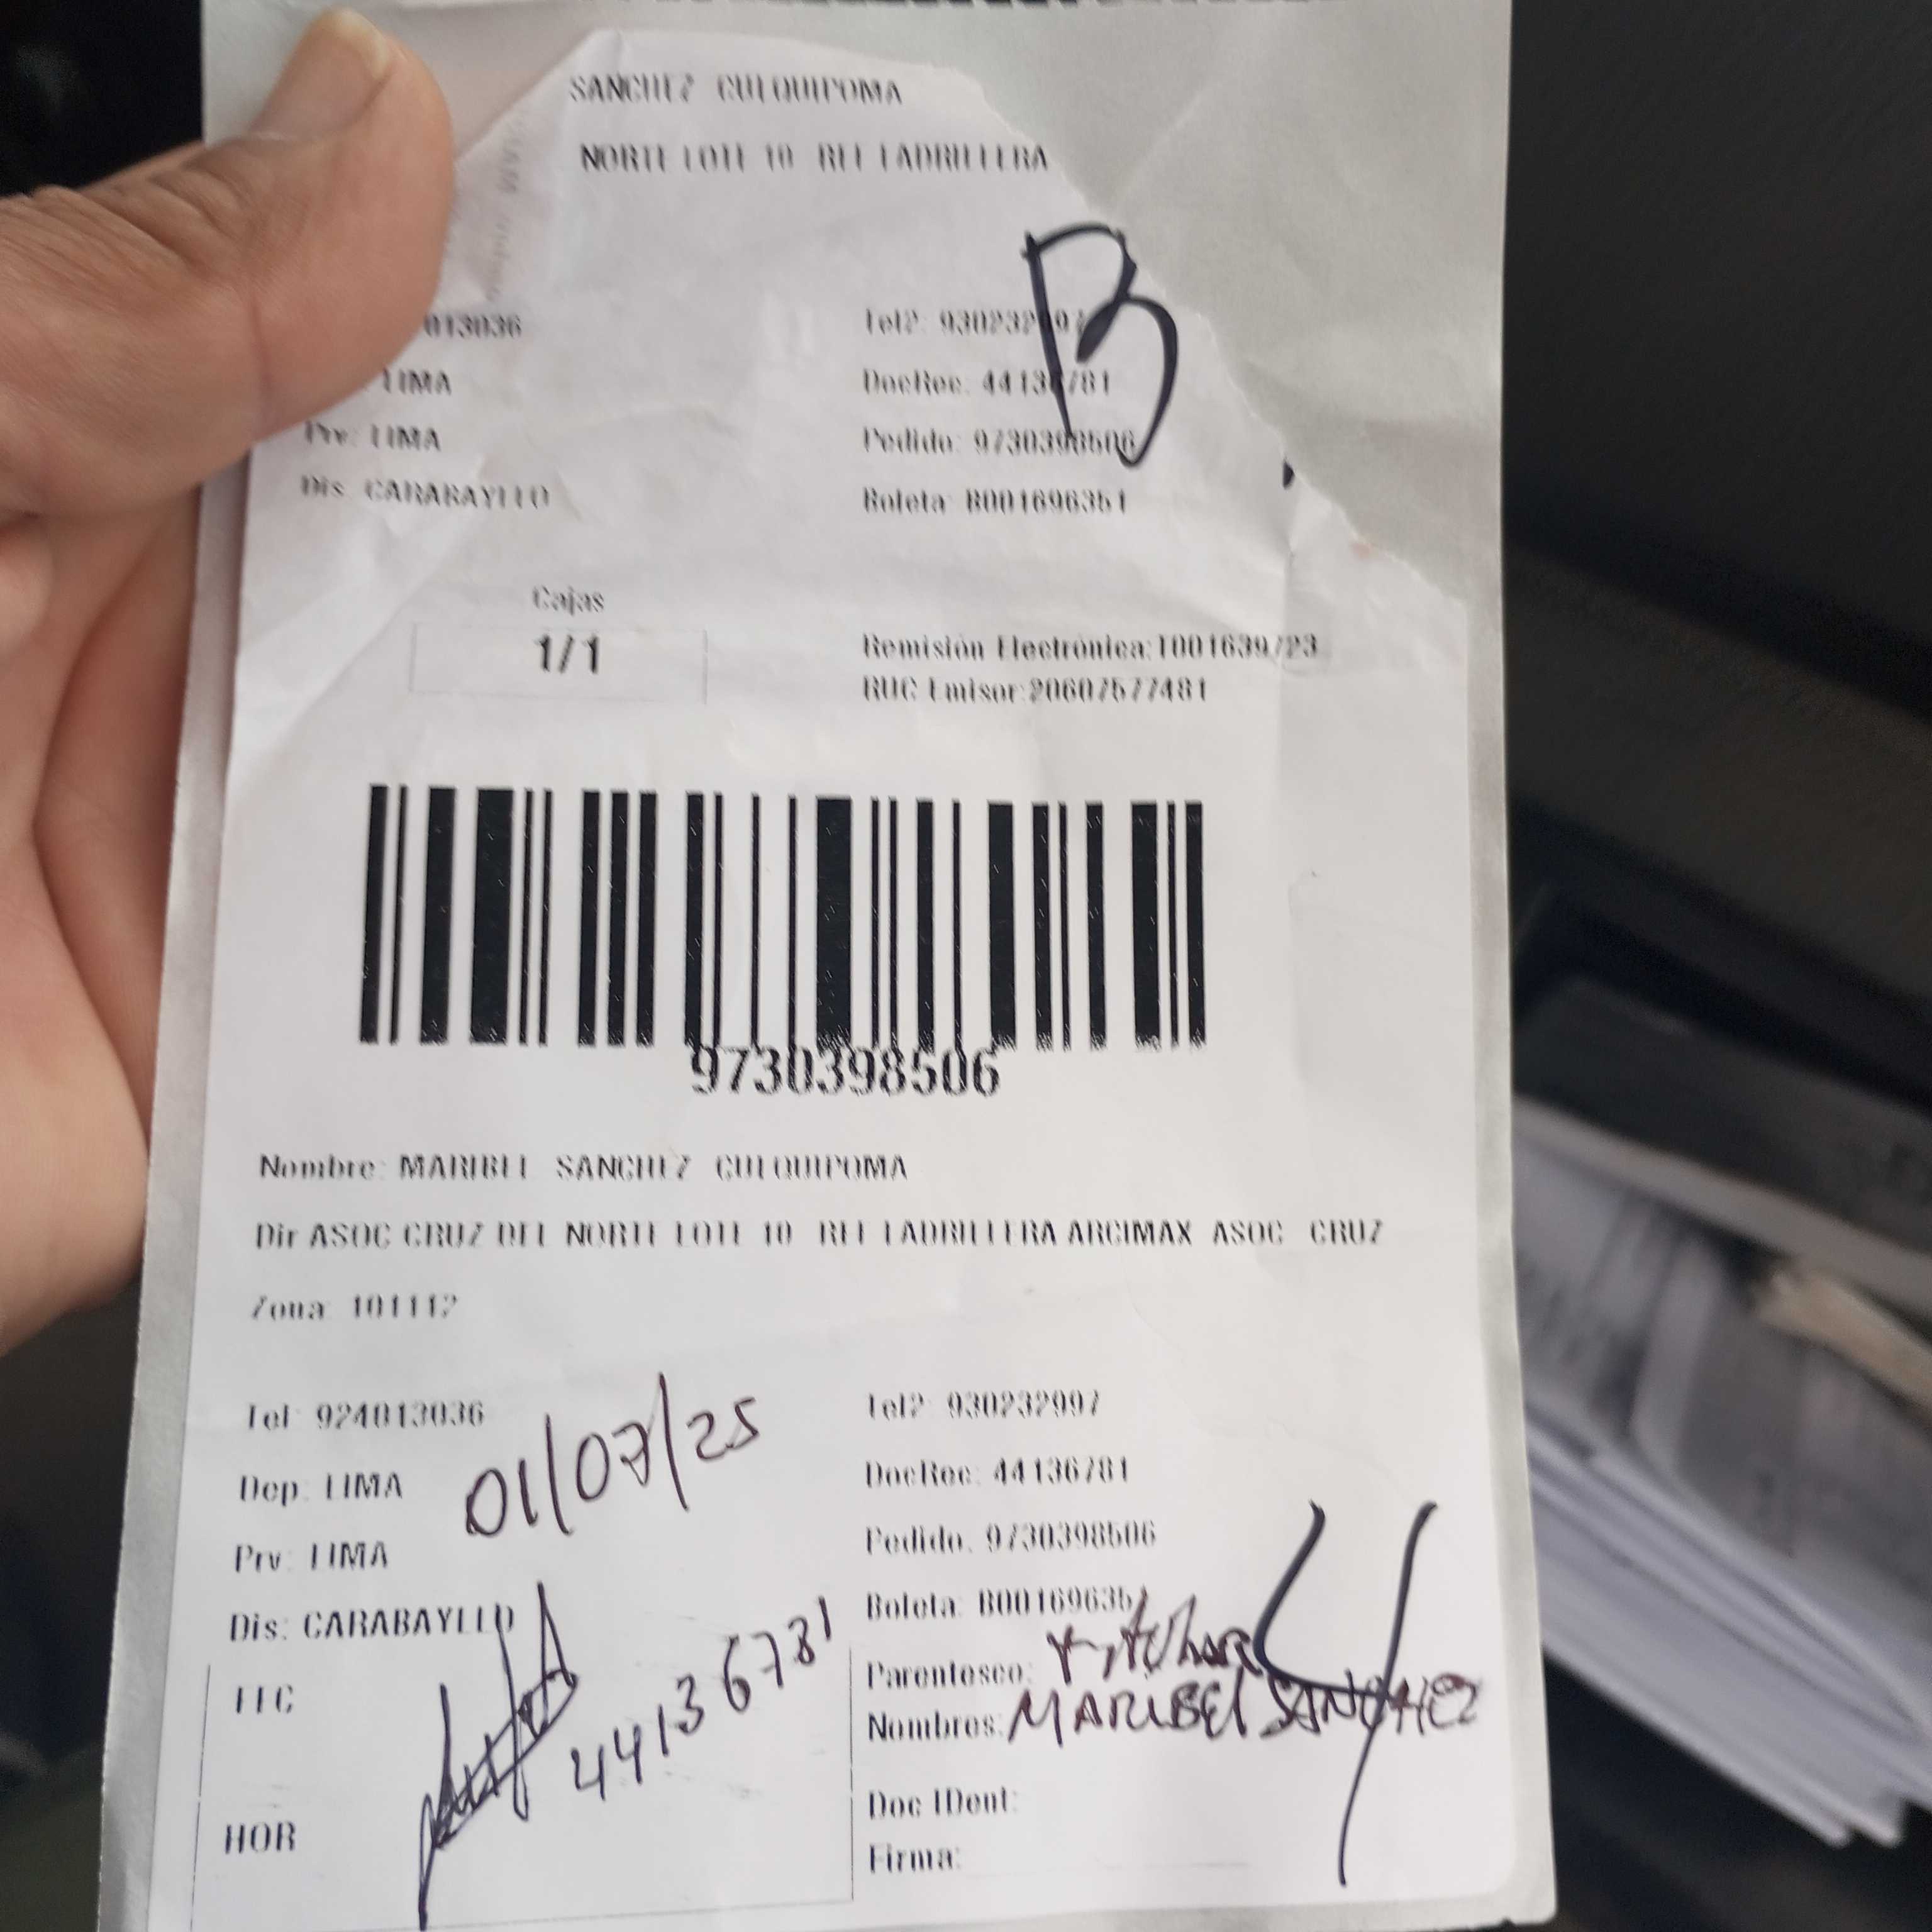 SANCHEZ CULQUIPOMA
NORTE LOTE 10 REF LADRILLERA
B
013036 Tel2: 930232997
LIMA DocRec: 44136781
Prv: LIMA Pedido: 9730398506
Dis: CARABAYLLO Boleta: B001696351
Cajas
1/1
Remisión Electrónica:T001639723
RUC Emisor:20607577481
9730398506
Nombre: MARIBEL SANCHEZ CULQUIPOMA
Dir ASOC CRUZ DEL NORTE LOTE 10 REF LADRILLERA ARCIMAX ASOC CRUZ
Zona: 101112
Tel: 924013036 Tel2: 930232997
01/07/25
Dep: LIMA DocRec: 44136781
Prv: LIMA Pedido: 9730398506
Dis: CARABAYLLO Boleta: B001696351
44136781
FEC Parentesco:
Nombres: MARIBEL SANCHEZ
Doc IDent:
HOR Firma: